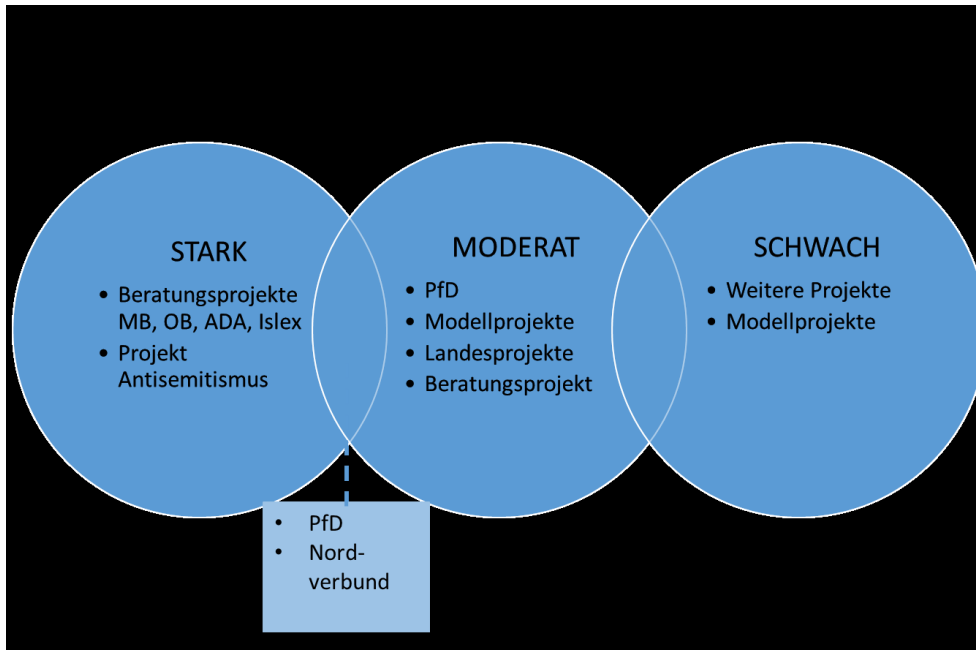 STARK
• Beratungsprojekte
MB, OB, ADA, Islex
• Projekt
Antisemitismus
MODERAT
• PfD
• Modellprojekte
• Landesprojekte
• Beratungsprojekt
SCHWACH
• Weitere Projekte
• Modellprojekte
• PfD
• Nord-
verbund